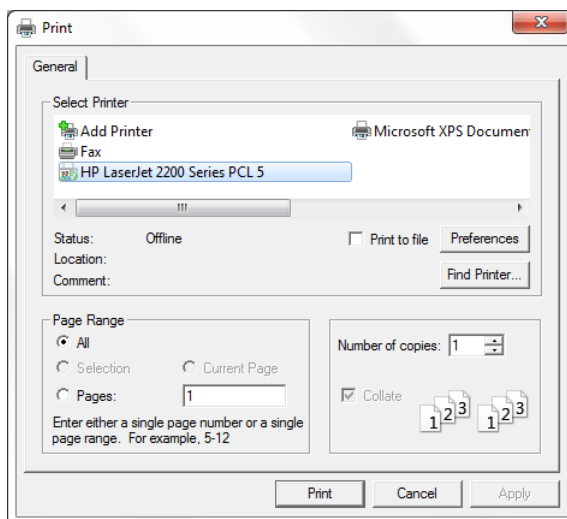 Print
General
Select Printer
Add Printer
Microsoft XPS Documen
Fax
HP LaserJet 2200 Series PCL 5
Status: Offline
Print to file
Preferences
Location:
Comment:
Find Printer...
Page Range
All
Selection
Current Page
Pages: 1
Enter either a single page number or a single
page range. For example, 5-12
Number of copies: 1
Collate
1 2 3 1 2 3
Print
Cancel
Apply